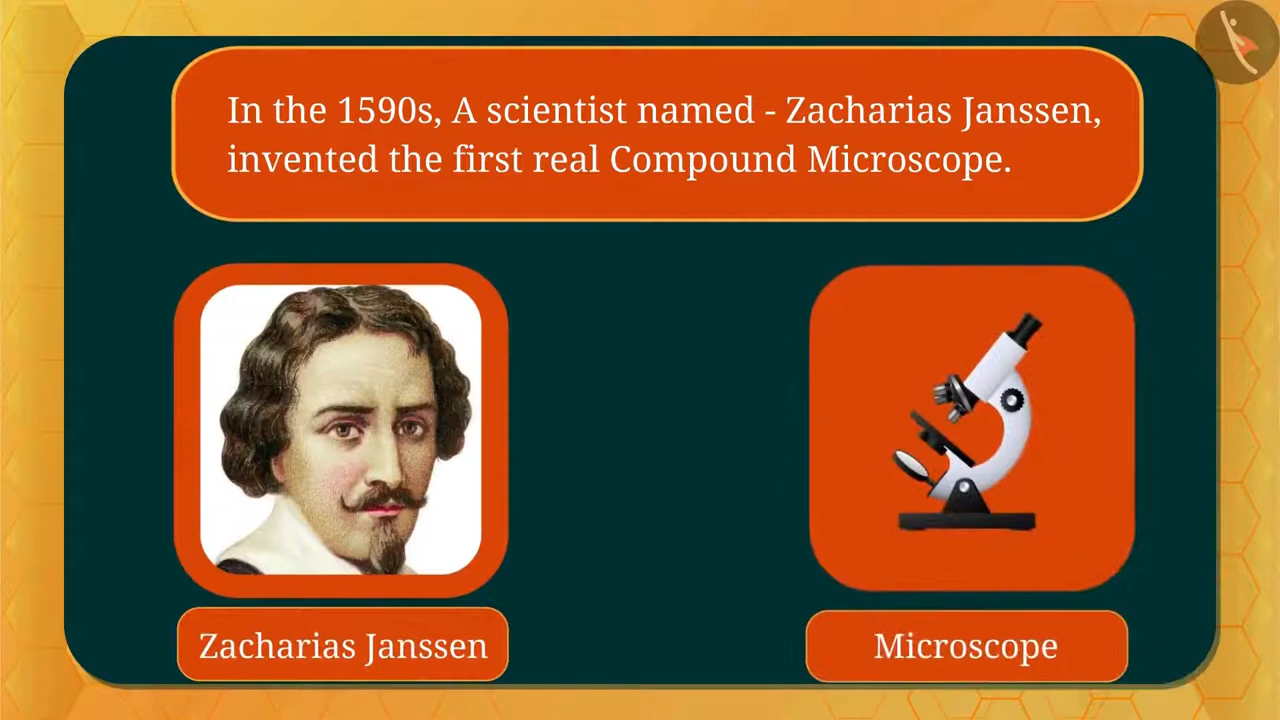 In the 1590s, A scientist named - Zacharias Janssen,
invented the first real Compound Microscope.
Zacharias Janssen
Microscope